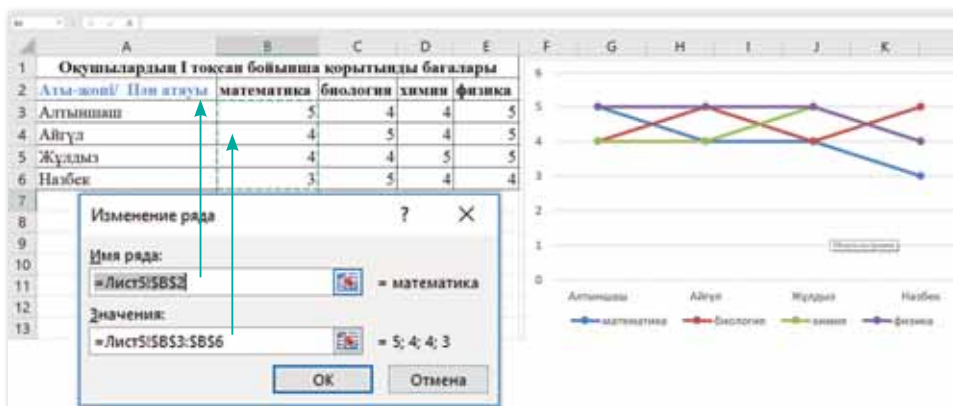 A B C D E F G H I J K
1 Оқушылардың I тоқсан бойынша қорытынды бағалары
2 Аты-жөні/ Пән атауы математика биология химия физика
3 Алтыншаш 5 4 4 5
4 Айгүл 4 5 4 5
5 Жұлдыз 4 4 5 5
6 Назбек 3 5 4 4
7
8
9
10
11
12
13
Изменение ряда ? ×
Имя ряда:
=Лист5!$B$2 = математика
Значения:
=Лист5!$B$3:$B$6 = 5; 4; 4; 3
OK Отмена
6
5
4
3
2
1
0
Алтыншаш Айгүл Жұлдыз Назбек
математика биология химия физика